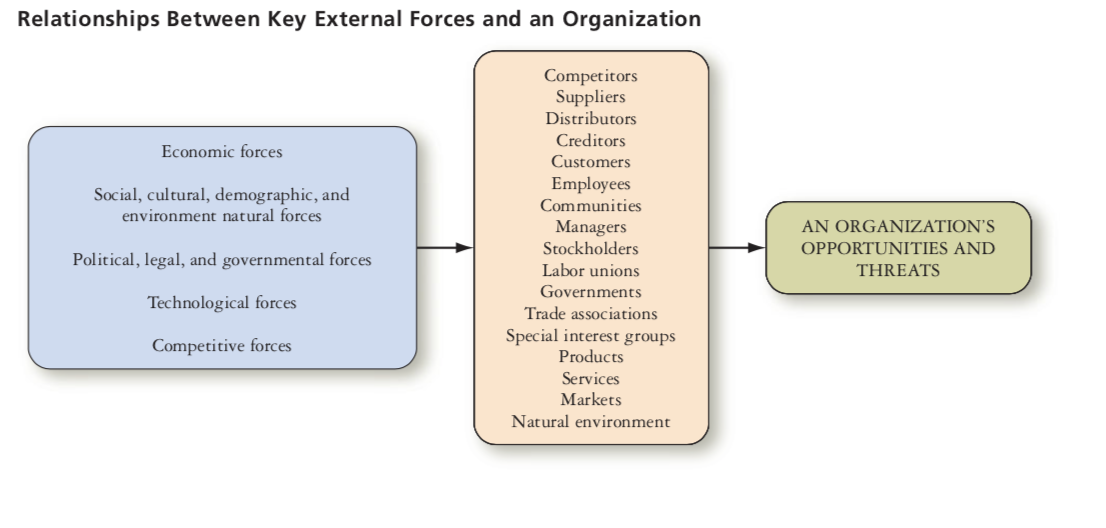 Relationships Between Key External Forces and an Organization
Economic forces
Social, cultural, demographic, and
environment natural forces
Political, legal, and governmental forces
Technological forces
Competitive forces
Competitors
Suppliers
Distributors
Creditors
Customers
Employees
Communities
Managers
Stockholders
Labor unions
Governments
Trade associations
Special interest groups
Products
Services
Markets
Natural environment
AN ORGANIZATION'S
OPPORTUNITIES AND
THREATS